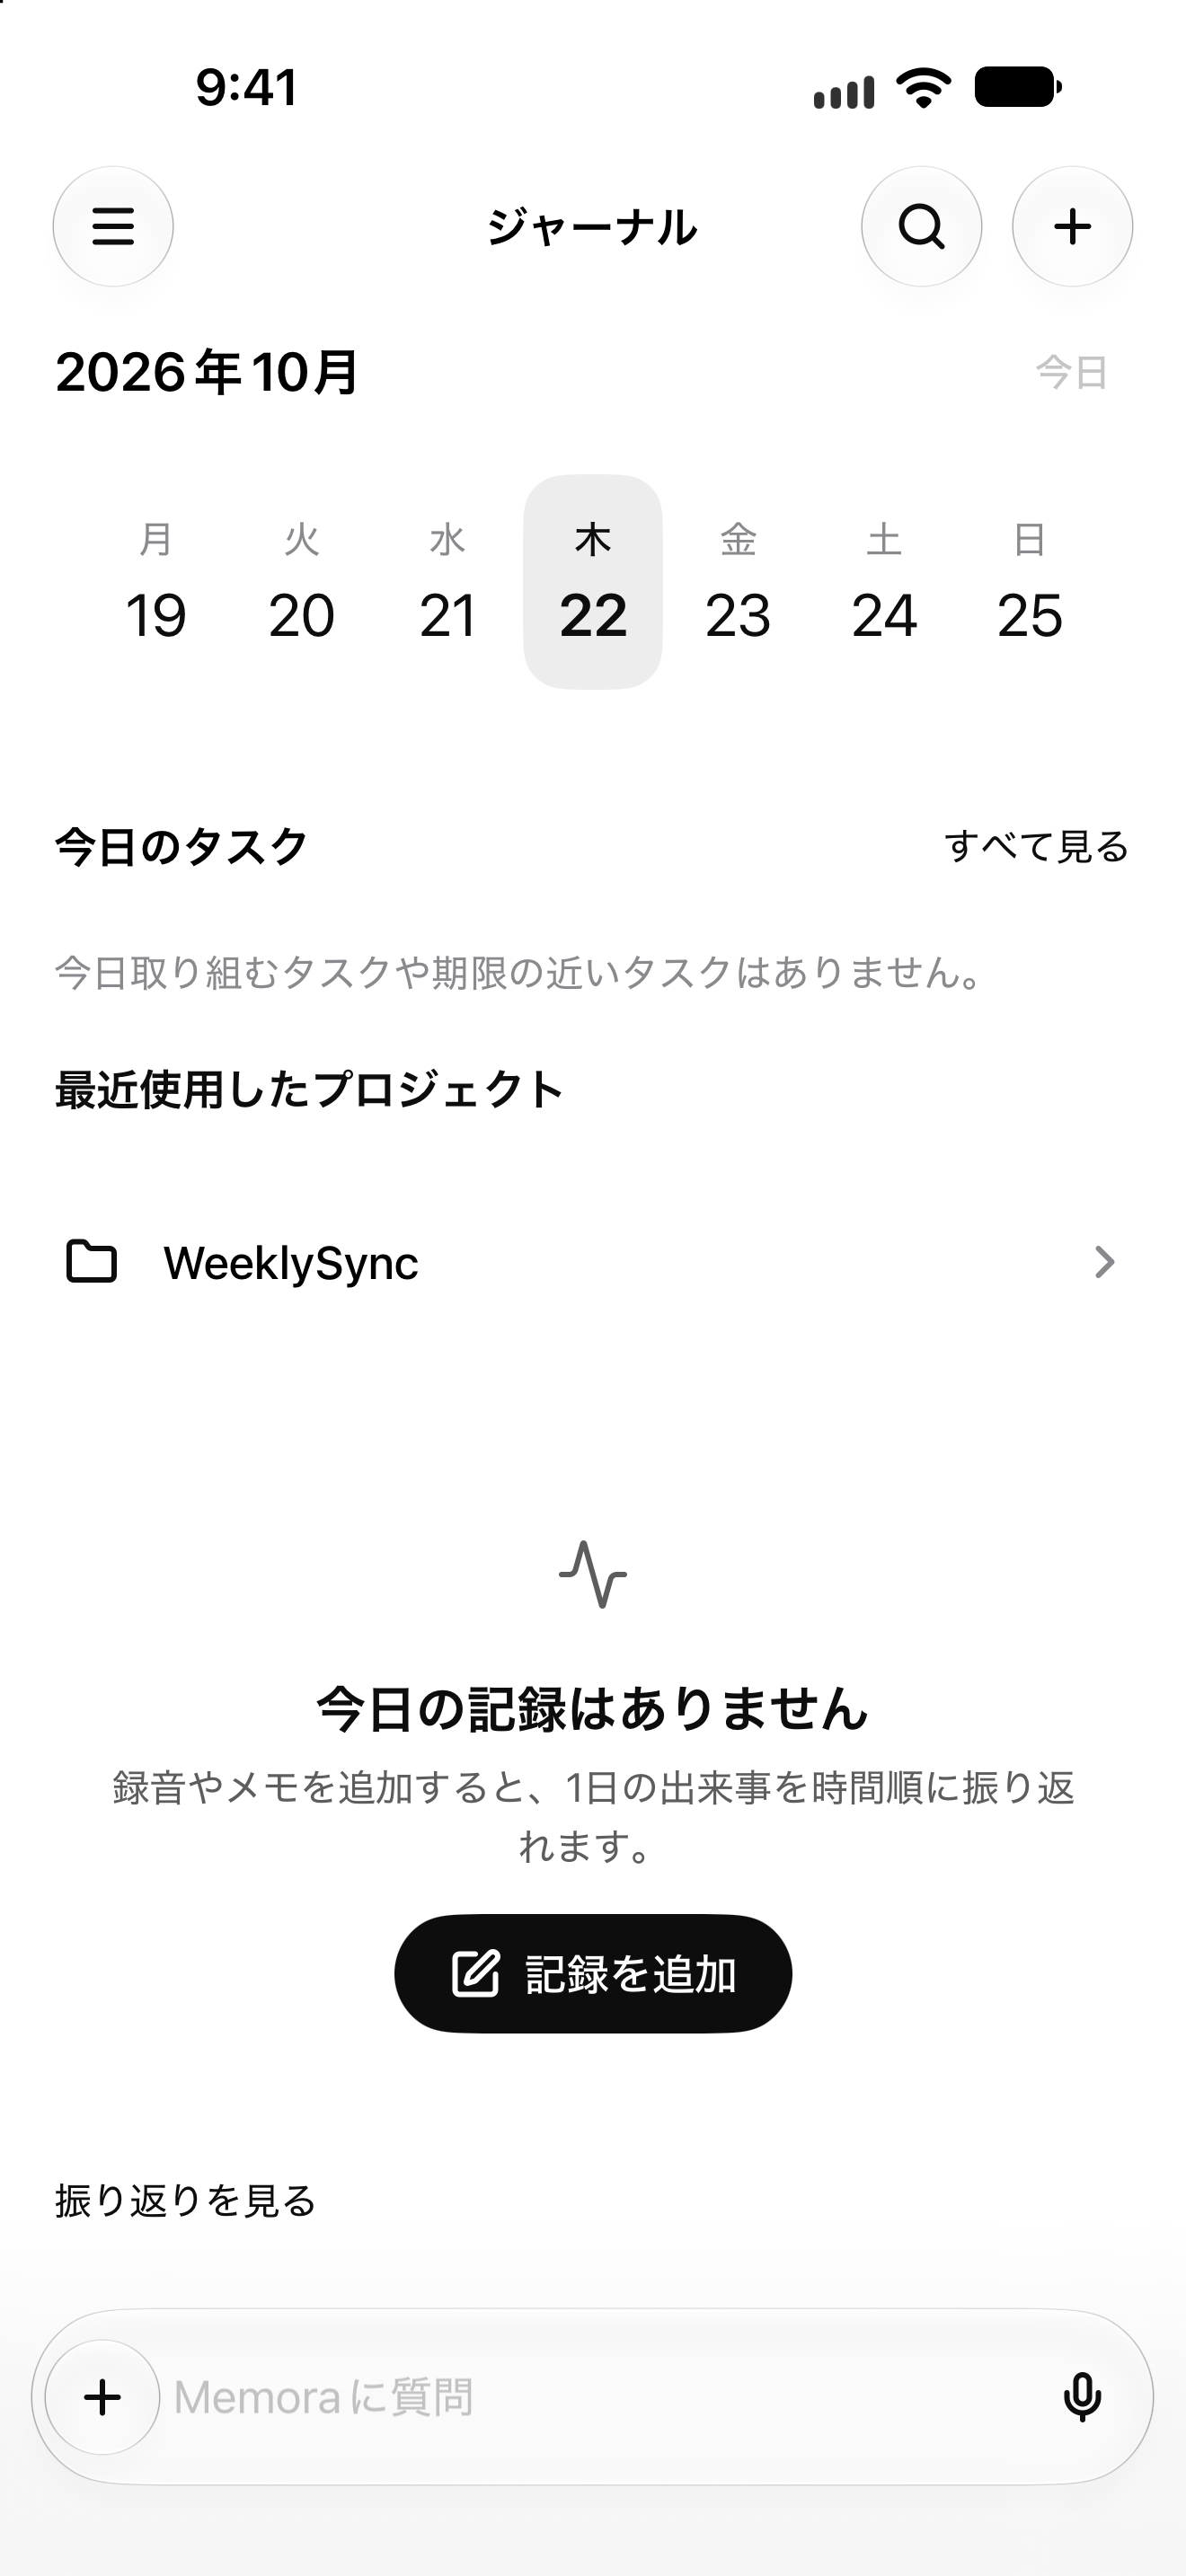 9:41
ジャーナル
2026年10月
今日
月 火 水 木 金 土 日
19 20 21 22 23 24 25
今日のタスク
すべて見る
今日取り組むタスクや期限の近いタスクはありません。
最近使用したプロジェクト
WeeklySync
今日の記録はありません
録音やメモを追加すると、1日の出来事を時間順に振り返
れます。
記録を追加
振り返りを見る
Memoraに質問